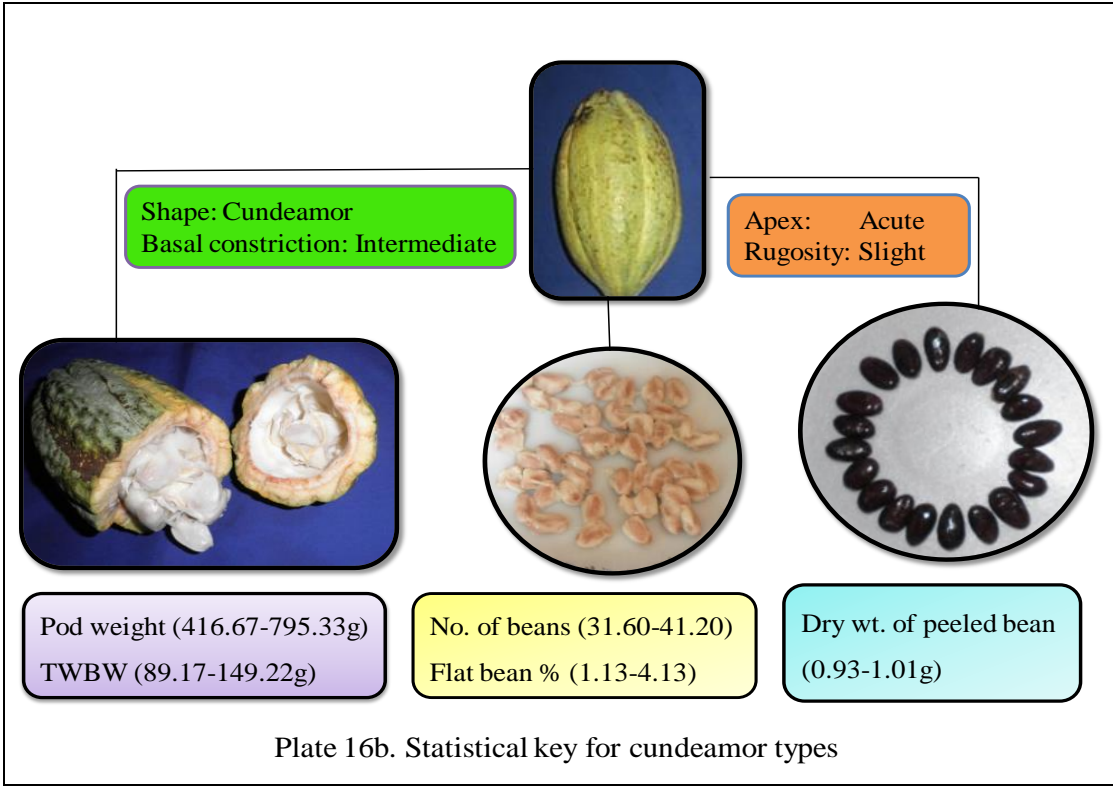 Shape: Cundeamor
Basal constriction: Intermediate
Apex: Acute
Rugosity: Slight
Pod weight (416.67-795.33g)
TWBW (89.17-149.22g)
No. of beans (31.60-41.20)
Flat bean % (1.13-4.13)
Dry wt. of peeled bean
(0.93-1.01g)
Plate 16b. Statistical key for cundeamor types